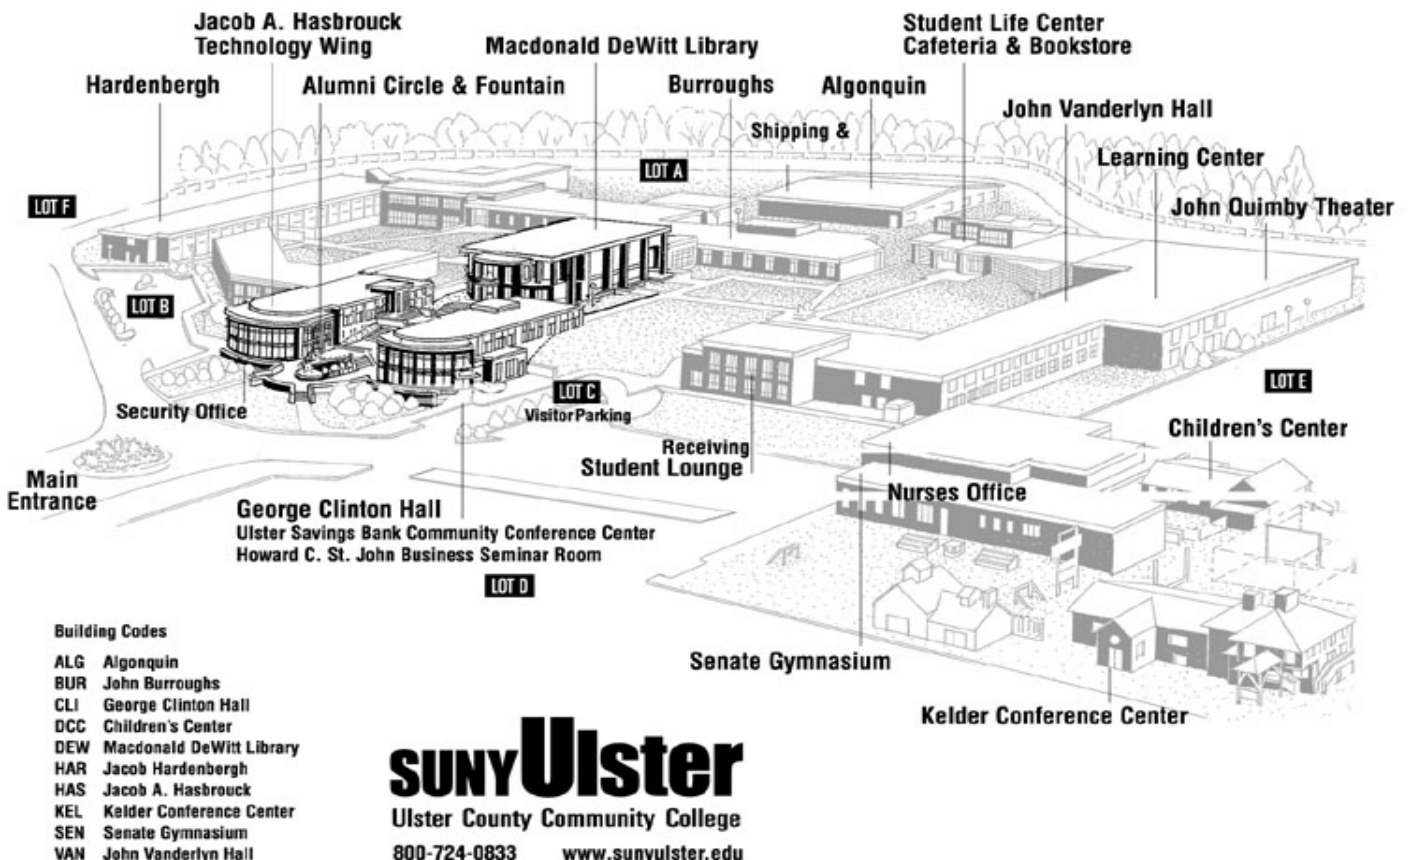 Jacob A. Hasbrouck
Technology Wing
Macdonald DeWitt Library
Student Life Center
Cafeteria & Bookstore
Hardenbergh
Alumni Circle & Fountain
Burroughs
Algonquin
John Vanderlyn Hall
Shipping &
Learning Center
LOT A
LOT F
John Quimby Theater
LOT B
LOT E
LOT C
Visitor Parking
Security Office
Children's Center
Receiving
Student Lounge
Main
Entrance
Nurses Office
George Clinton Hall
Ulster Savings Bank Community Conference Center
Howard C. St. John Business Seminar Room
LOT D
Senate Gymnasium
Kelder Conference Center
Building Codes
ALG Algonquin
BUR John Burroughs
CLI George Clinton Hall
DCC Children's Center
DEW Macdonald DeWitt Library
HAR Jacob Hardenbergh
HAS Jacob A. Hasbrouck
KEL Kelder Conference Center
SEN Senate Gymnasium
VAN John Vanderlyn Hall
SUNY Ulster
Ulster County Community College
800-724-0833 www.sunyulster.edu